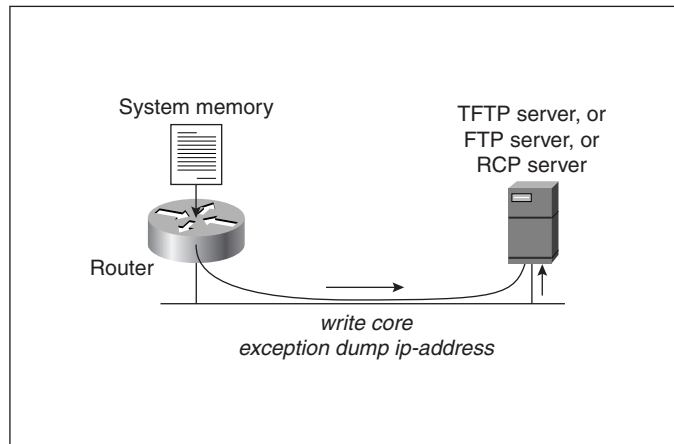 System memory
TFTP server, or
FTP server, or
RCP server
Router
write core
exception dump ip-address